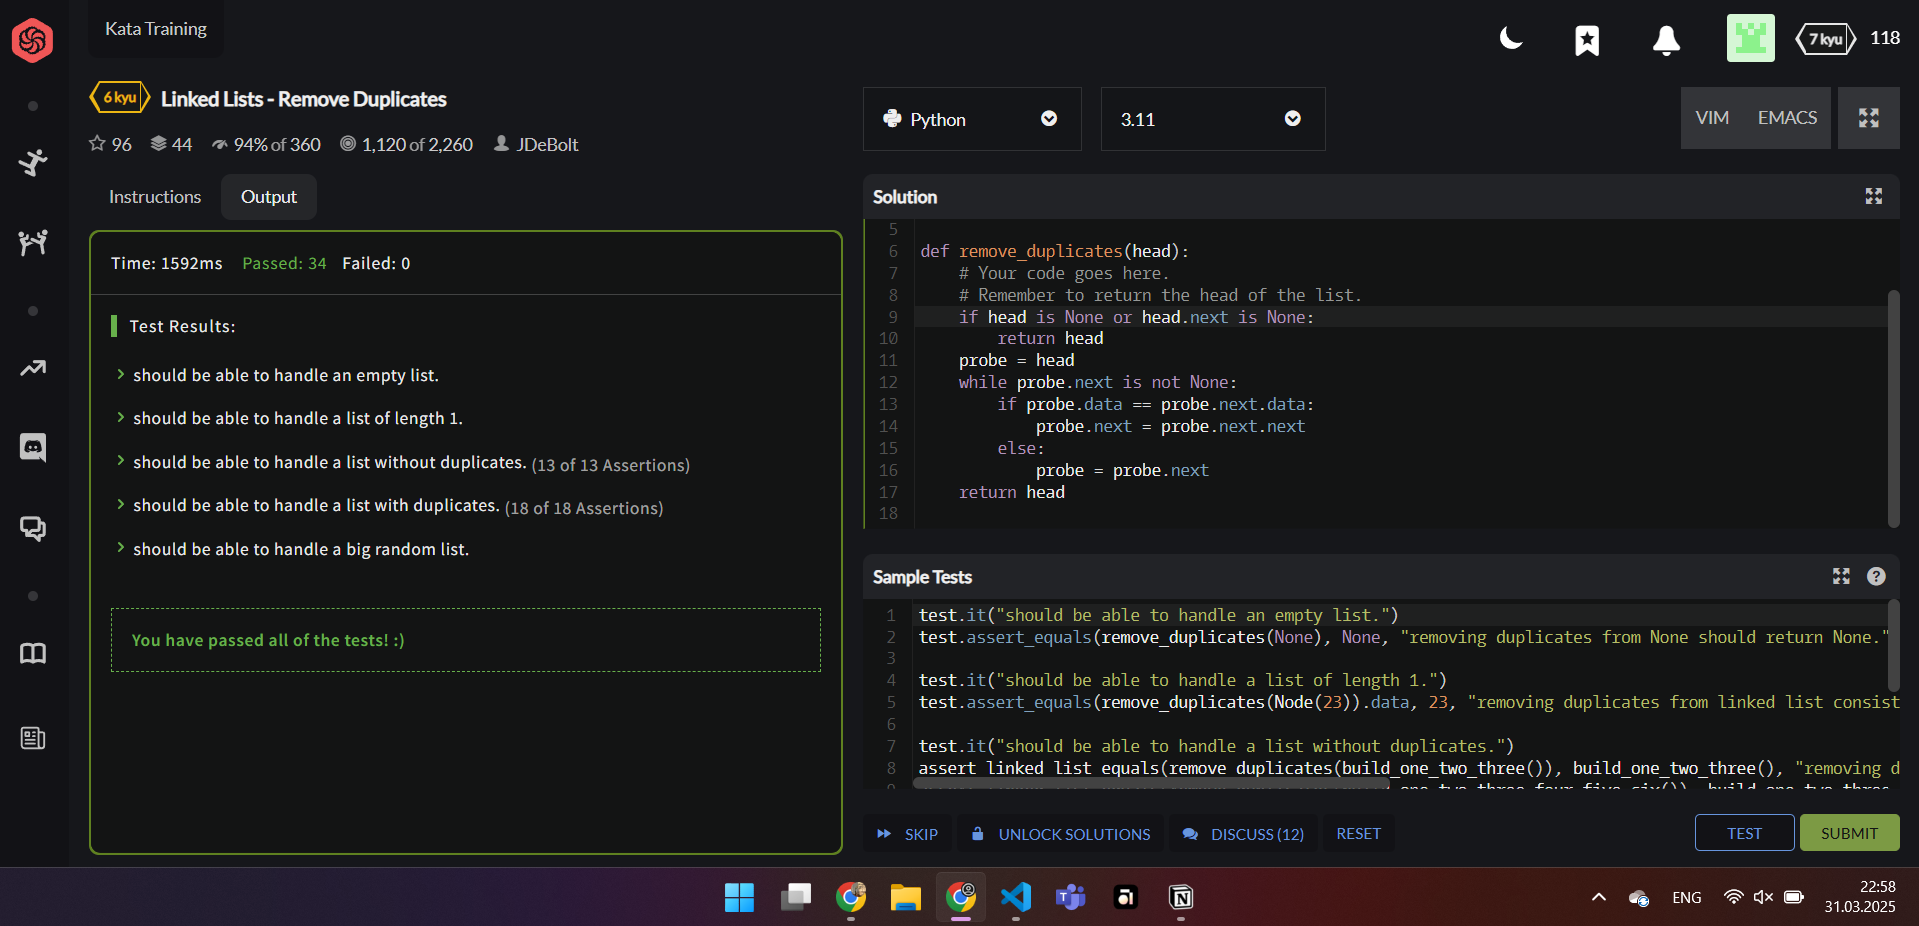 Kata Training
7 kyu 118
6 kyu Linked Lists - Remove Duplicates
96 44 94% of 360 1,120 of 2,260 JDeBolt
Instructions Output
Time: 1592ms Passed: 34 Failed: 0
Test Results:
should be able to handle an empty list.
should be able to handle a list of length 1.
should be able to handle a list without duplicates. (13 of 13 Assertions)
should be able to handle a list with duplicates. (18 of 18 Assertions)
should be able to handle a big random list.
You have passed all of the tests! :)
Python 3.11 VIM EMACS
Solution
5
6 def remove_duplicates(head):
7 # Your code goes here.
8 # Remember to return the head of the list.
9 if head is None or head.next is None:
10 return head
11 probe = head
12 while probe.next is not None:
13 if probe.data == probe.next.data:
14 probe.next = probe.next.next
15 else:
16 probe = probe.next
17 return head
18
Sample Tests
1 test.it("should be able to handle an empty list.")
2 test.assert_equals(remove_duplicates(None), None, "removing duplicates from None should return None."
3
4 test.it("should be able to handle a list of length 1.")
5 test.assert_equals(remove_duplicates(Node(23)).data, 23, "removing duplicates from linked list consist
6
7 test.it("should be able to handle a list without duplicates.")
8 assert_linked_list_equals(remove_duplicates(build_one_two_three()), build_one_two_three(), "removing d
SKIP UNLOCK SOLUTIONS DISCUSS (12) RESET TEST SUBMIT
ENG 22:58
31.03.2025